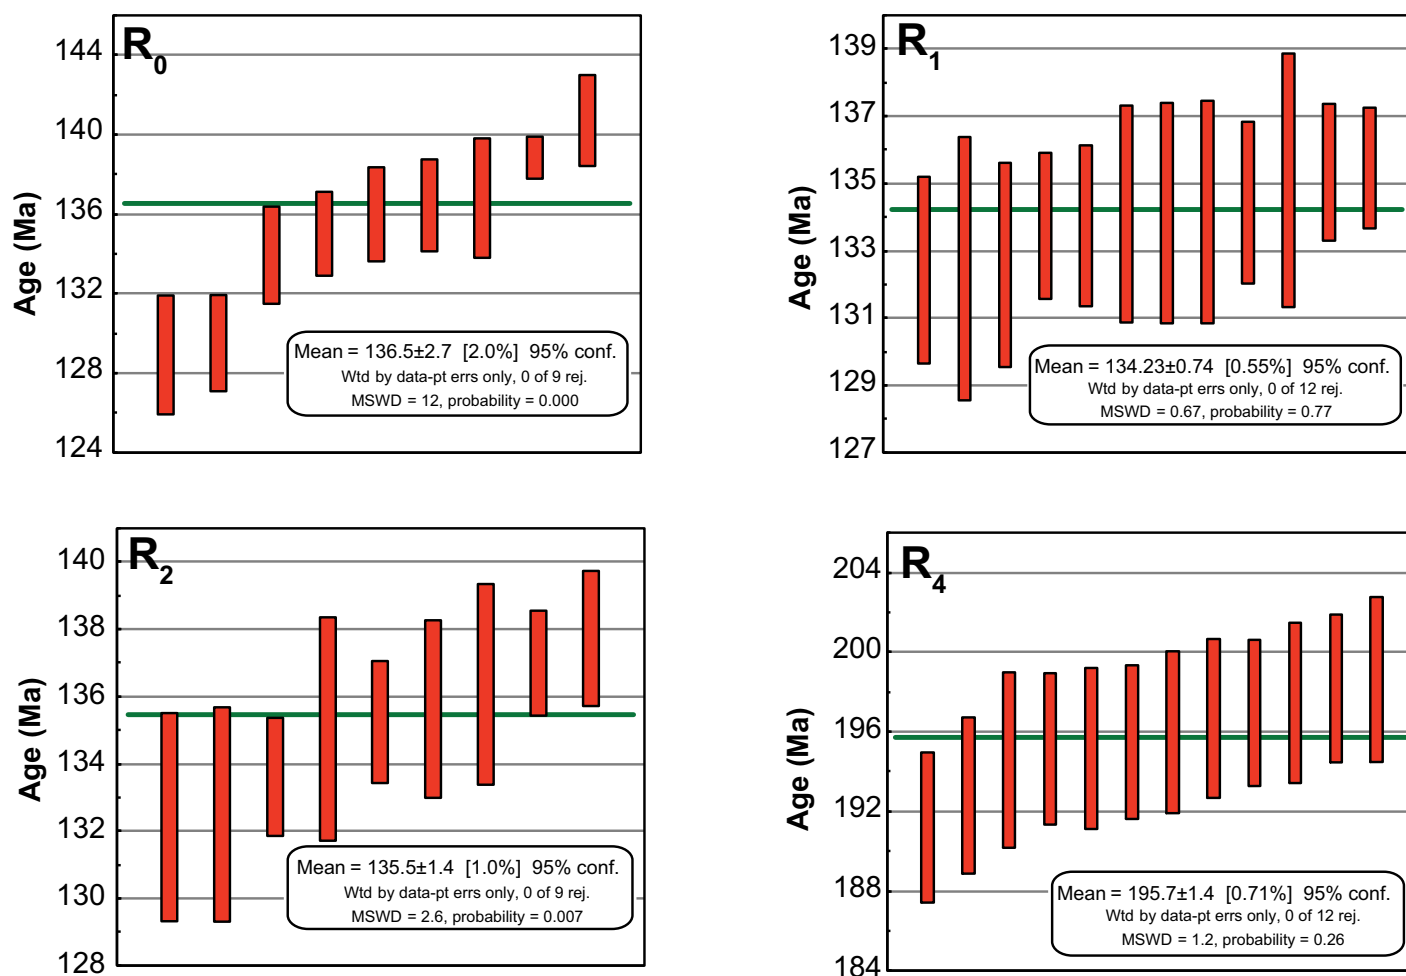 R0
Age (Ma)
144
140
136
132
128
124
Mean = 136.5±2.7 [2.0%] 95% conf.
Wtd by data-pt errs only, 0 of 9 rej.
MSWD = 12, probability = 0.000
R1
Age (Ma)
139
137
135
133
131
129
127
Mean = 134.23±0.74 [0.55%] 95% conf.
Wtd by data-pt errs only, 0 of 12 rej.
MSWD = 0.67, probability = 0.77
R2
Age (Ma)
140
138
136
134
132
130
128
Mean = 135.5±1.4 [1.0%] 95% conf.
Wtd by data-pt errs only, 0 of 9 rej.
MSWD = 2.6, probability = 0.007
R4
Age (Ma)
204
200
196
192
188
184
Mean = 195.7±1.4 [0.71%] 95% conf.
Wtd by data-pt errs only, 0 of 12 rej.
MSWD = 1.2, probability = 0.26